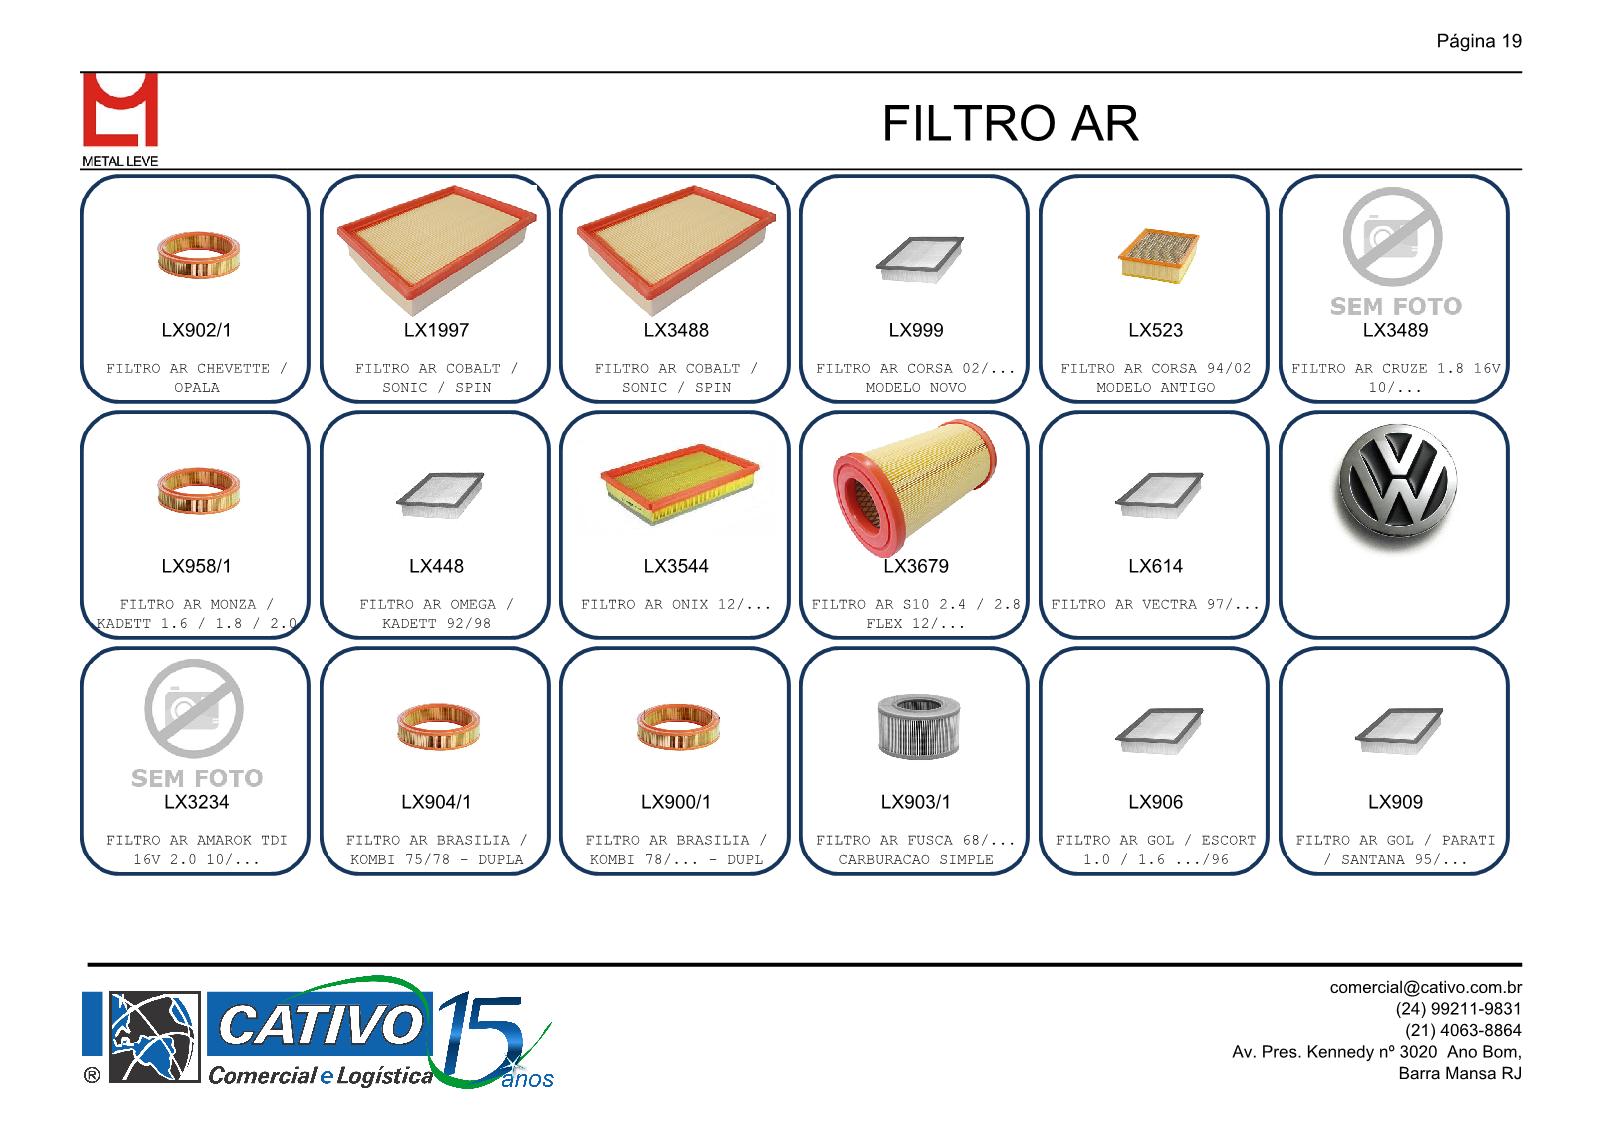 Página 19
METAL LEVE
FILTRO AR
LX902/1
FILTRO AR CHEVETTE /
OPALA
LX1997
FILTRO AR COBALT /
SONIC / SPIN
LX3488
FILTRO AR COBALT /
SONIC / SPIN
LX999
FILTRO AR CORSA 02/...
MODELO NOVO
LX523
FILTRO AR CORSA 94/02
MODELO ANTIGO
SEM FOTO
LX3489
FILTRO AR CRUZE 1.8 16V
10/...
LX958/1
FILTRO AR MONZA /
KADETT 1.6 / 1.8 / 2.0
LX448
FILTRO AR OMEGA /
KADETT 92/98
LX3544
FILTRO AR ONIX 12/...
LX3679
FILTRO AR S10 2.4 / 2.8
FLEX 12/...
LX614
FILTRO AR VECTRA 97/...
VW
SEM FOTO
LX3234
FILTRO AR AMAROK TDI
16V 2.0 10/...
LX904/1
FILTRO AR BRASILIA /
KOMBI 75/78 - DUPLA
LX900/1
FILTRO AR BRASILIA /
KOMBI 78/... - DUPL
LX903/1
FILTRO AR FUSCA 68/...
CARBURACAO SIMPLE
LX906
FILTRO AR GOL / ESCORT
1.0 / 1.6 .../96
LX909
FILTRO AR GOL / PARATI
/ SANTANA 95/...
CATIVO 15
® Comercial e Logística anos
comercial@cativo.com.br
(24) 99211-9831
(21) 4063-8864
Av. Pres. Kennedy nº 3020  Ano Bom,
Barra Mansa RJ